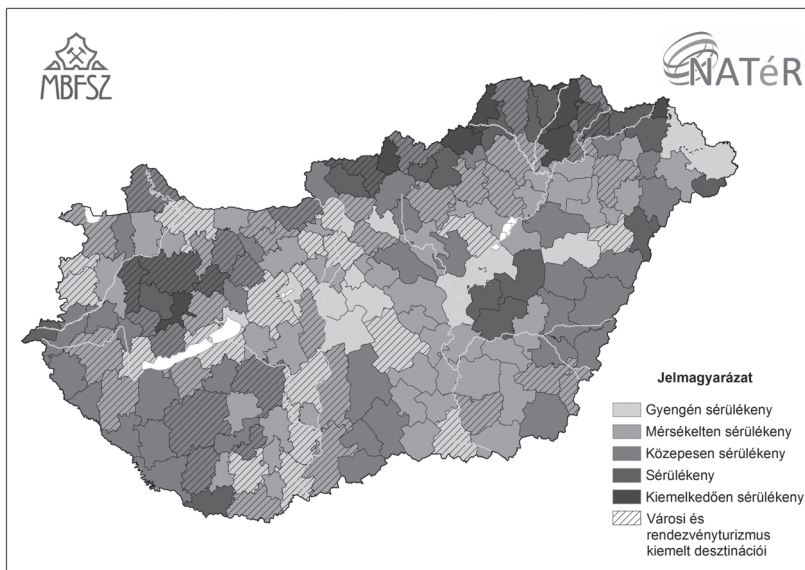 MBFSZ
NATéR
Jelmagyarázat
Gyengén sérülékeny
Mérsékelten sérülékeny
Közepesen sérülékeny
Sérülékeny
Kiemelkedően sérülékeny
Városi és
rendezvényturizmus
kiemelt desztinációi